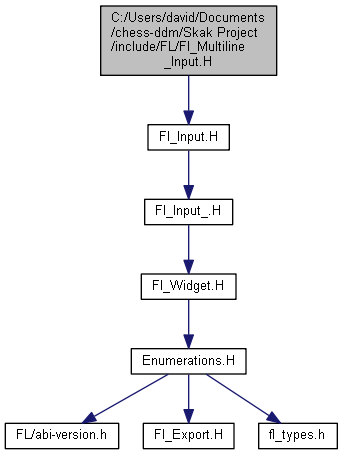 C:/Users/david/Documents
/chess-ddm/Skak Project
/include/FL/Fl_Multiline
_Input.H
Fl_Input.H
Fl_Input_.H
Fl_Widget.H
Enumerations.H
FL/abi-version.h
Fl_Export.H
fl_types.h